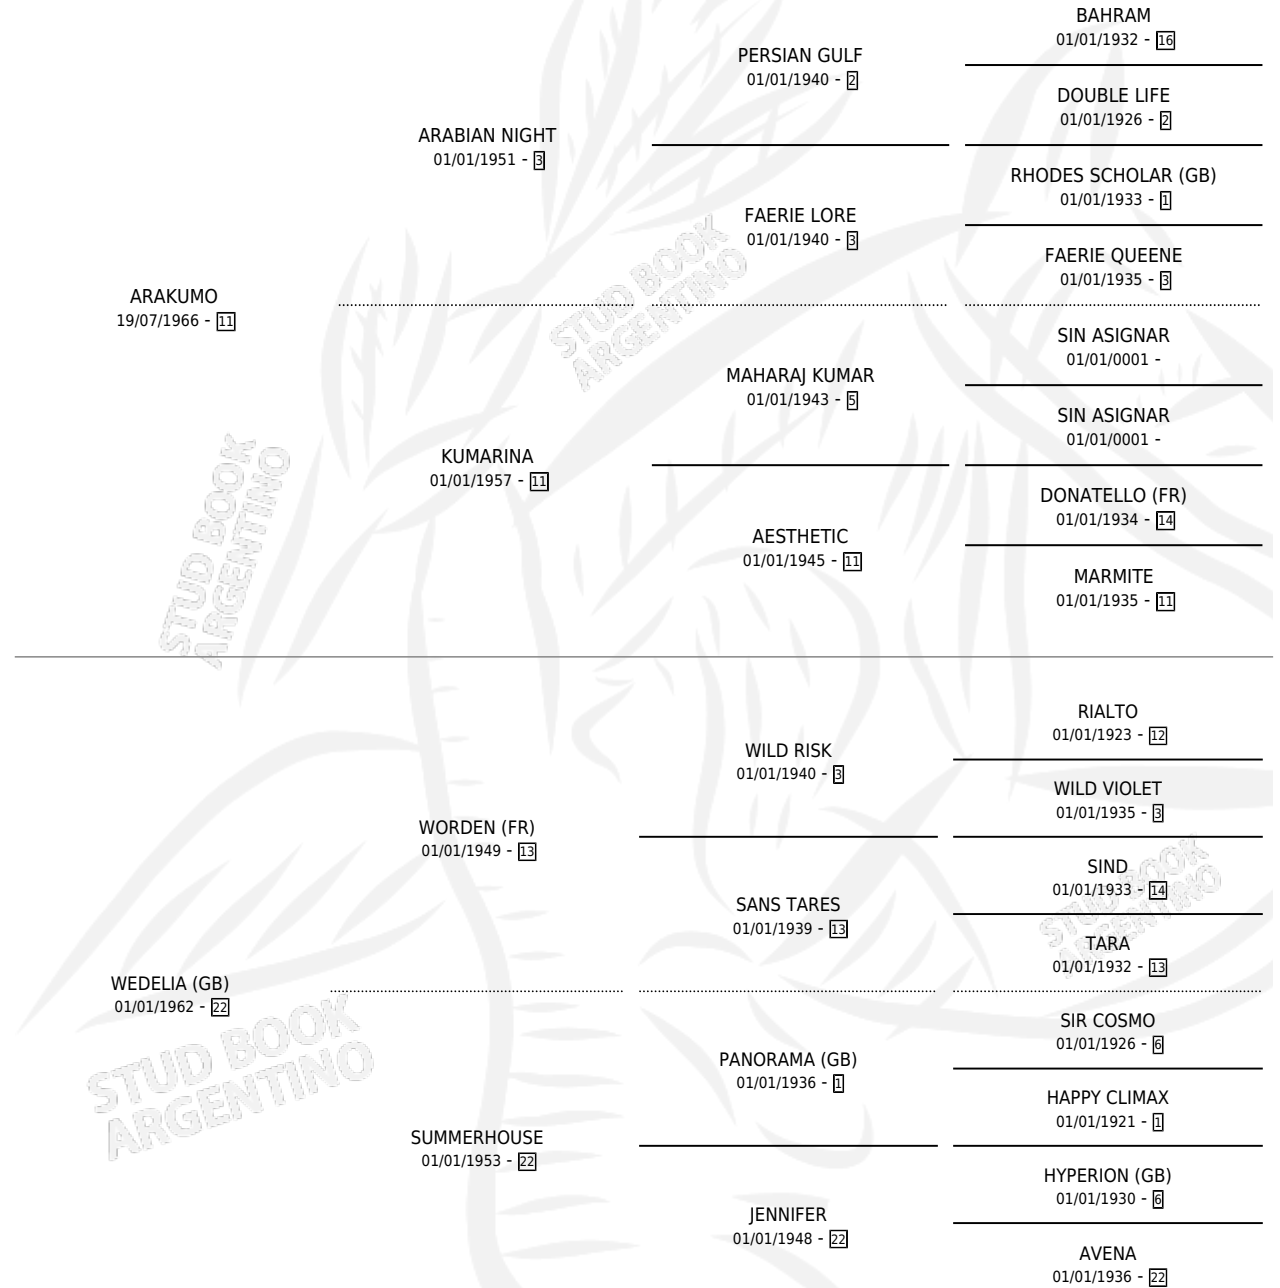 BAHRAM
01/01/1932 - 16
PERSIAN GULF
01/01/1940 - 2
DOUBLE LIFE
01/01/1926 - 2
ARABIAN NIGHT
01/01/1951 - 3
RHODES SCHOLAR (GB)
01/01/1933 - 1
FAERIE LORE
01/01/1940 - 3
FAERIE QUEENE
01/01/1935 - 3
ARAKUMO
19/07/1966 - 11
SIN ASIGNAR
01/01/0001 -
MAHARAJ KUMAR
01/01/1943 - 5
SIN ASIGNAR
01/01/0001 -
KUMARINA
01/01/1957 - 11
DONATELLO (FR)
01/01/1934 - 14
AESTHETIC
01/01/1945 - 11
MARMITE
01/01/1935 - 11
RIALTO
01/01/1923 - 12
WILD RISK
01/01/1940 - 3
WILD VIOLET
01/01/1935 - 3
WORDEN (FR)
01/01/1949 - 13
SIND
01/01/1933 - 14
SANS TARES
01/01/1939 - 13
TARA
01/01/1932 - 13
WEDELIA (GB)
01/01/1962 - 22
SIR COSMO
01/01/1926 - 6
PANORAMA (GB)
01/01/1936 - 1
HAPPY CLIMAX
01/01/1921 - 1
SUMMERHOUSE
01/01/1953 - 22
HYPERION (GB)
01/01/1930 - 6
JENNIFER
01/01/1948 - 22
AVENA
01/01/1936 - 22
STUD BOOK
ARGENTINO
STUD BOOK
ARGENTINO
STUD BOOK
ARGENTINO
STUD BOOK
ARGENTINO